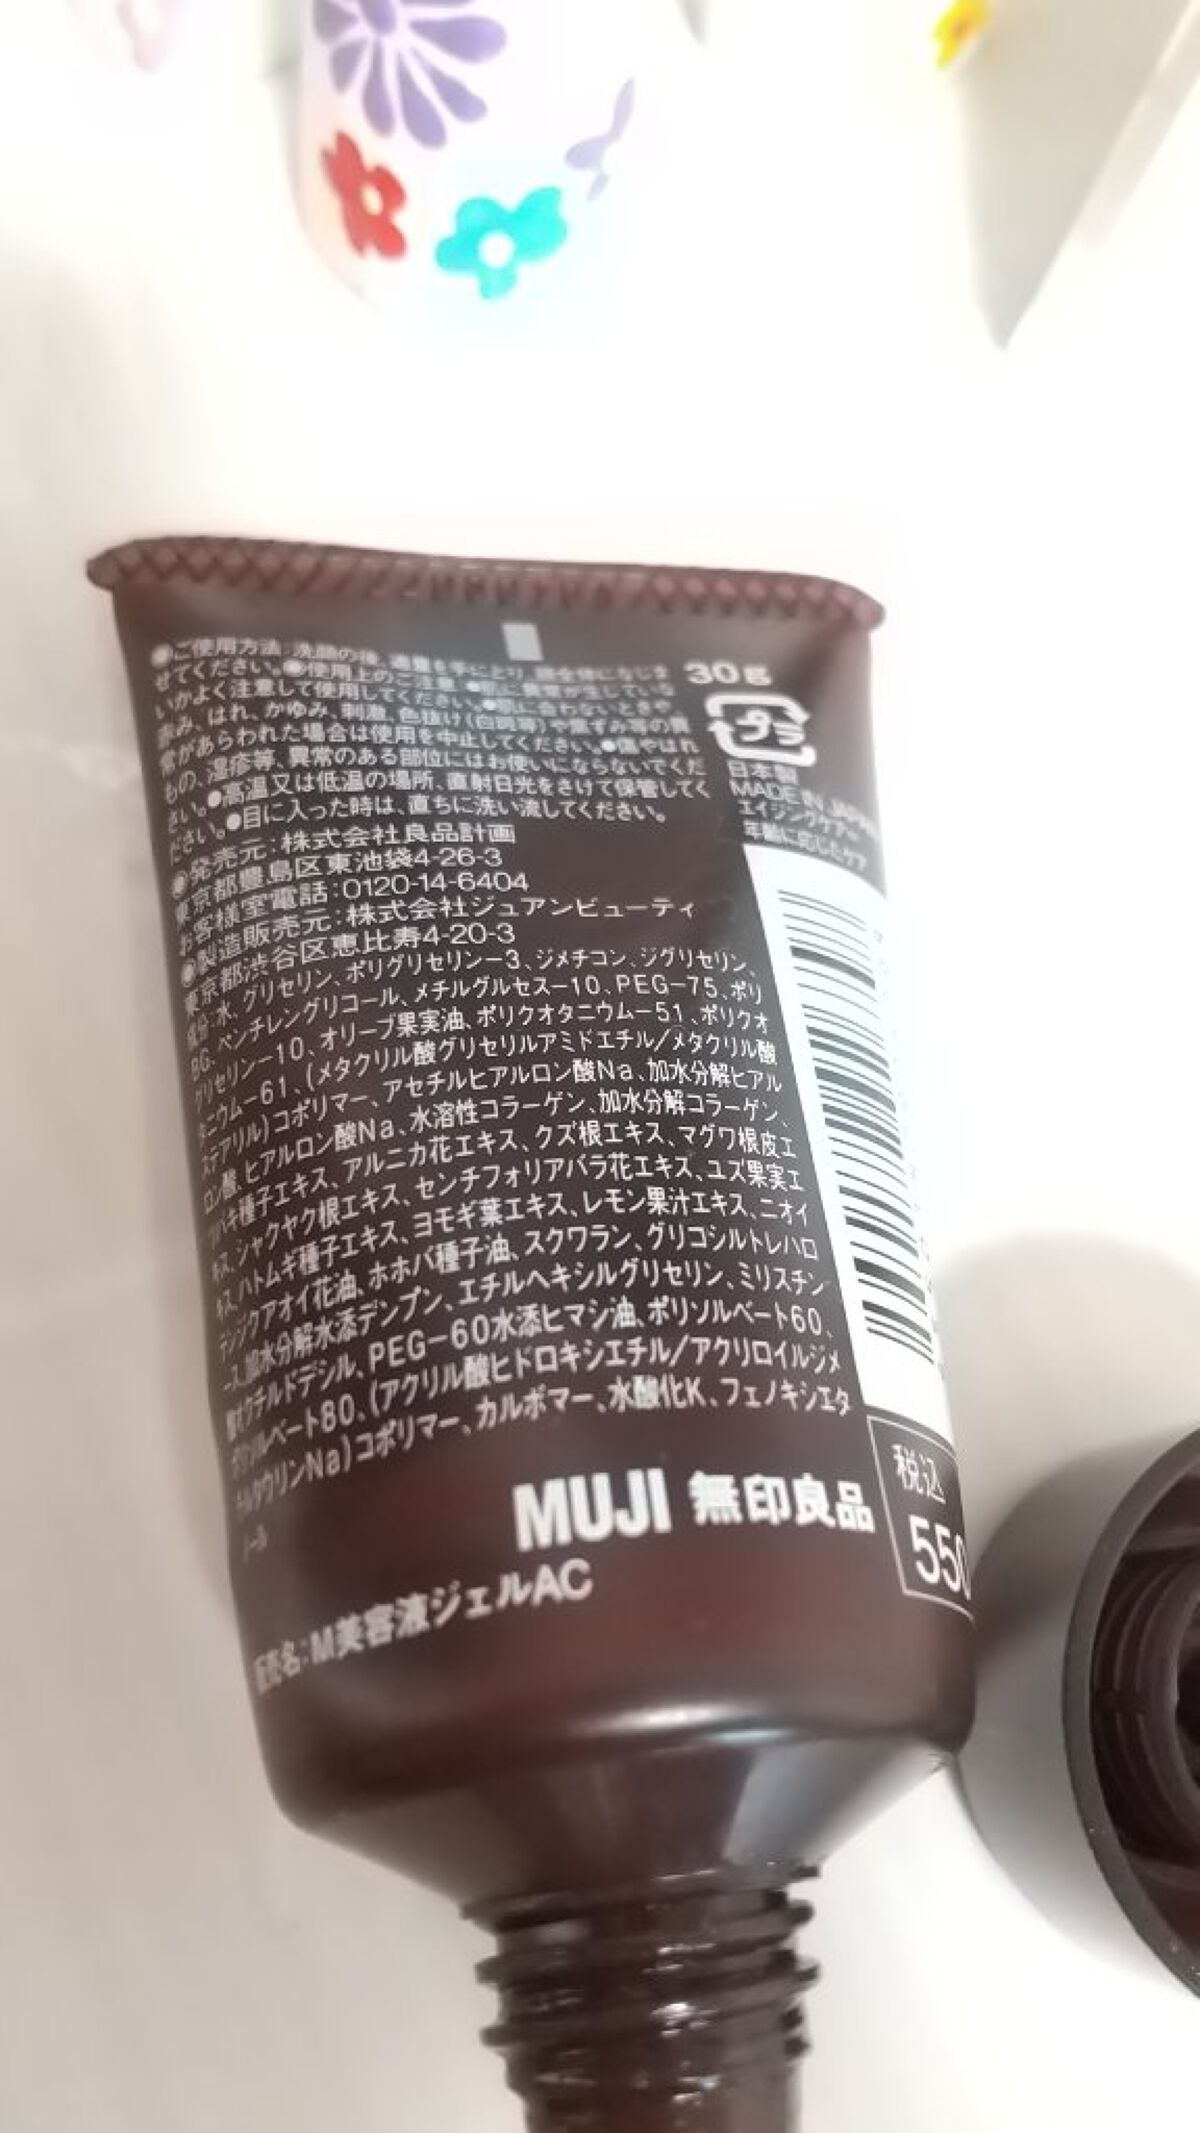 ●ご使用方法:洗顔の後、適量を手にとり、顔全体になじま
せてください。●使用上のご注意 ●肌に異常が生じていな
いかよく注意して使用してください。●肌に合わないときや、
赤み、はれ、かゆみ、刺激、色抜け(白斑等)や黒ずみ等の異
常があらわれた場合は使用を中止してください。●傷やはれ
もの、湿疹等、異常のある部位にはお使いにならないでくだ
さい。●高温又は低温の場所、直射日光をさけて保管してく
ださい。●目に入った時は、直ちに洗い流してください。
●発売元:株式会社良品計画
東京都豊島区東池袋4-26-3
お客様室電話:0120-14-6404
●製造販売元:株式会社ジュアンビューティ
東京都渋谷区恵比寿4-20-3
成分:水、グリセリン、ポリグリセリン-3、ジメチコン、ジグリセリン、
BG、ペンチレングリコール、メチルグルセス-10、PEG-75、ポリ
グリセリン-10、オリーブ果実油、ポリクオタニウム-51、ポリクオ
タニウム-61、(メタクリル酸グリセリルアミドエチル/メタクリル酸
ステアリル)コポリマー、アセチルヒアルロン酸Na、加水分解ヒアル
ロン酸、ヒアルロン酸Na、水溶性コラーゲン、加水分解コラーゲン、
ツバキ種子エキス、アルニカ花エキス、クズ根エキス、マグワ根皮エ
キス、シャクヤク根エキス、センチフォリアバラ花エキス、ユズ果実エ
キス、ハトムギ種子エキス、ヨモギ葉エキス、レモン果汁エキス、ニオイ
テンジクアオイ花油、ホホバ種子油、スクワラン、グリコシルトレハロ
ース、加水分解水添デンプン、エチルヘキシルグリセリン、ミリスチン
酸オクチルドデシル、PEG-60水添ヒマシ油、ポリソルベート60、
ポリソルベート80、(アクリル酸ヒドロキシエチル/アクリロイルジメ
チルタウリンNa)コポリマー、カルボマー、水酸化K、フェノキシエタ
ノール
30g
プラ
日本製
MADE IN JAPAN
エイジングケア=
年齢に応じたケア
税込
550
MUJI 無印良品
販売名:M美容液ジェルAC